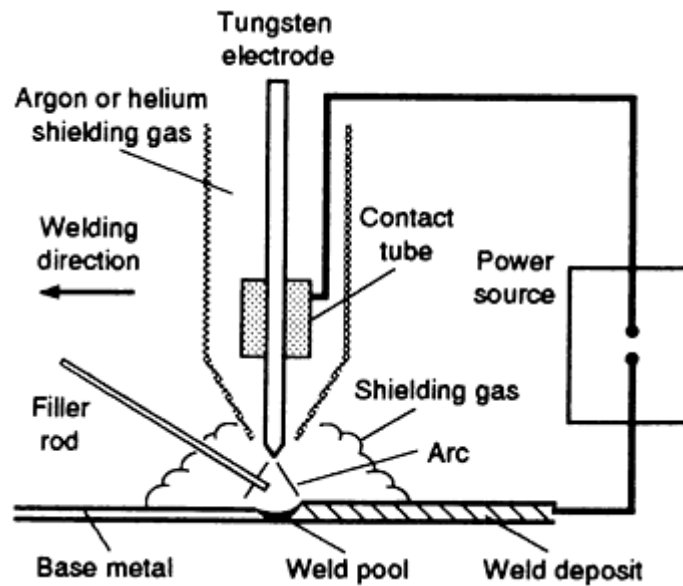 Tungsten
electrode
Argon or helium
shielding gas
Welding
direction
Contact
tube
Power
source
Filler
rod
Shielding gas
Arc
Base metal
Weld pool
Weld deposit